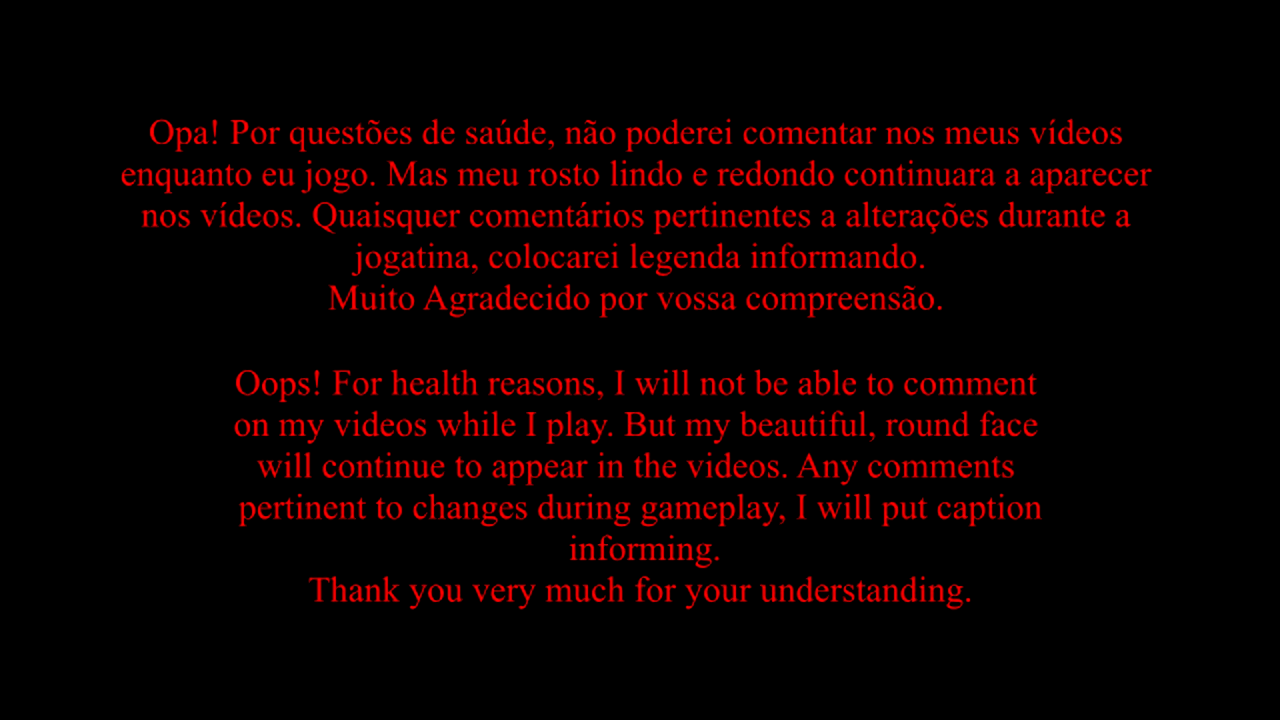 Opa! Por questões de saúde, não poderei comentar nos meus vídeos
enquanto eu jogo. Mas meu rosto lindo e redondo continuara a aparecer
nos vídeos. Quaisquer comentários pertinentes a alterações durante a
jogatina, colocarei legenda informando.
Muito Agradecido por vossa compreensão.
Oops! For health reasons, I will not be able to comment
on my videos while I play. But my beautiful, round face
will continue to appear in the videos. Any comments
pertinent to changes during gameplay, I will put caption
informing.
Thank you very much for your understanding.